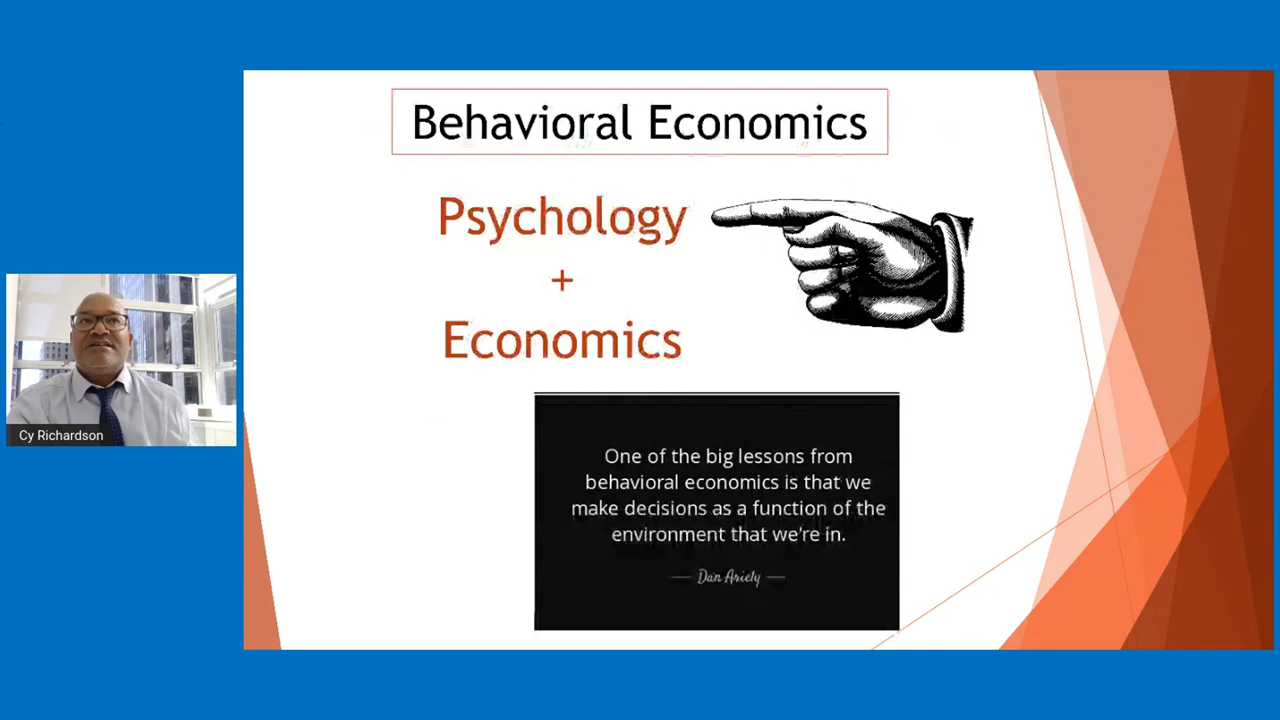 Behavioral Economics
Psychology
+
Economics
One of the big lessons from
behavioral economics is that we
make decisions as a function of the
environment that we're in.
— Dan Ariely —
Cy Richardson